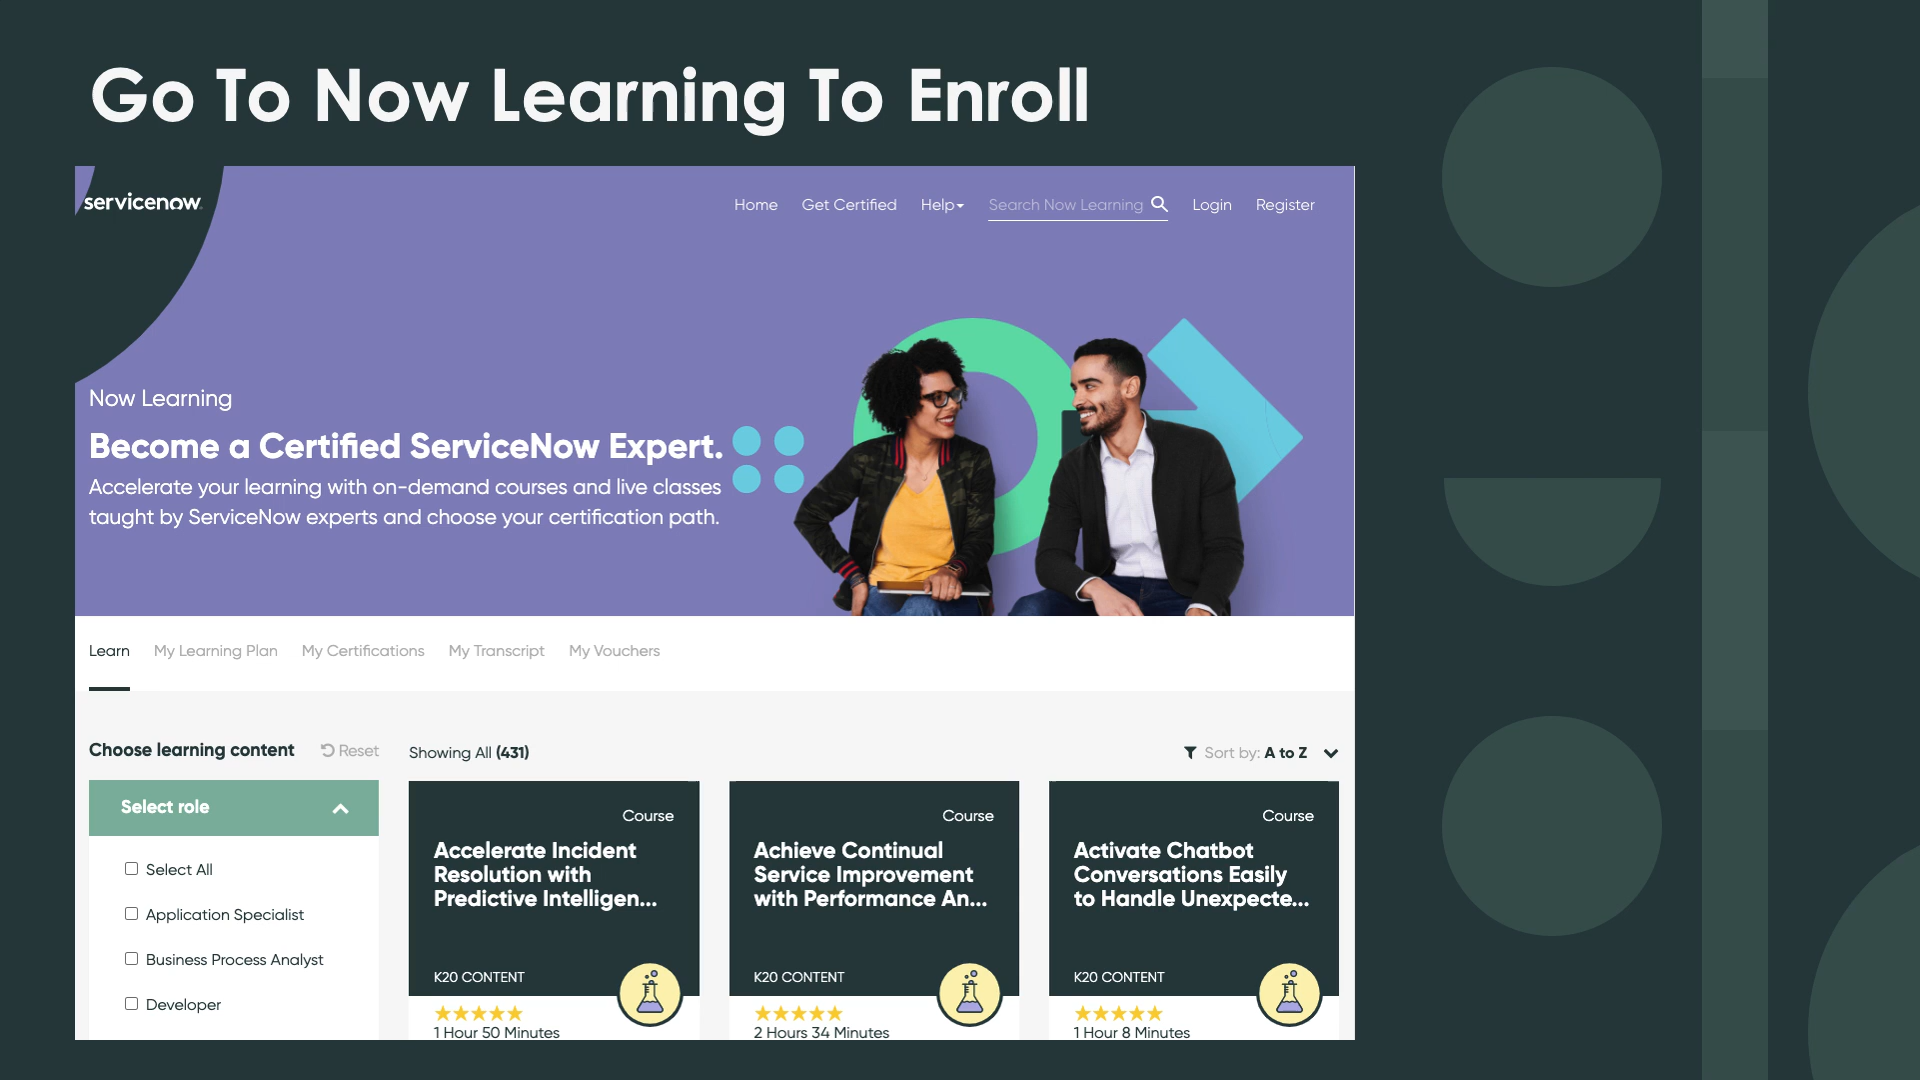 Go To Now Learning To Enroll
servicenow
Home Get Certified Help Search Now Learning Login Register
Now Learning
Become a Certified ServiceNow Expert.
Accelerate your learning with on-demand courses and live classes
taught by ServiceNow experts and choose your certification path.
Learn My Learning Plan My Certifications My Transcript My Vouchers
Choose learning content Reset Showing All (431) Sort by: A to Z
Select role
Select All
Application Specialist
Business Process Analyst
Developer
Course
Accelerate Incident
Resolution with
Predictive Intelligen...
K20 CONTENT
1 Hour 50 Minutes
Course
Achieve Continual
Service Improvement
with Performance An...
K20 CONTENT
2 Hours 34 Minutes
Course
Activate Chatbot
Conversations Easily
to Handle Unexpecte...
K20 CONTENT
1 Hour 8 Minutes